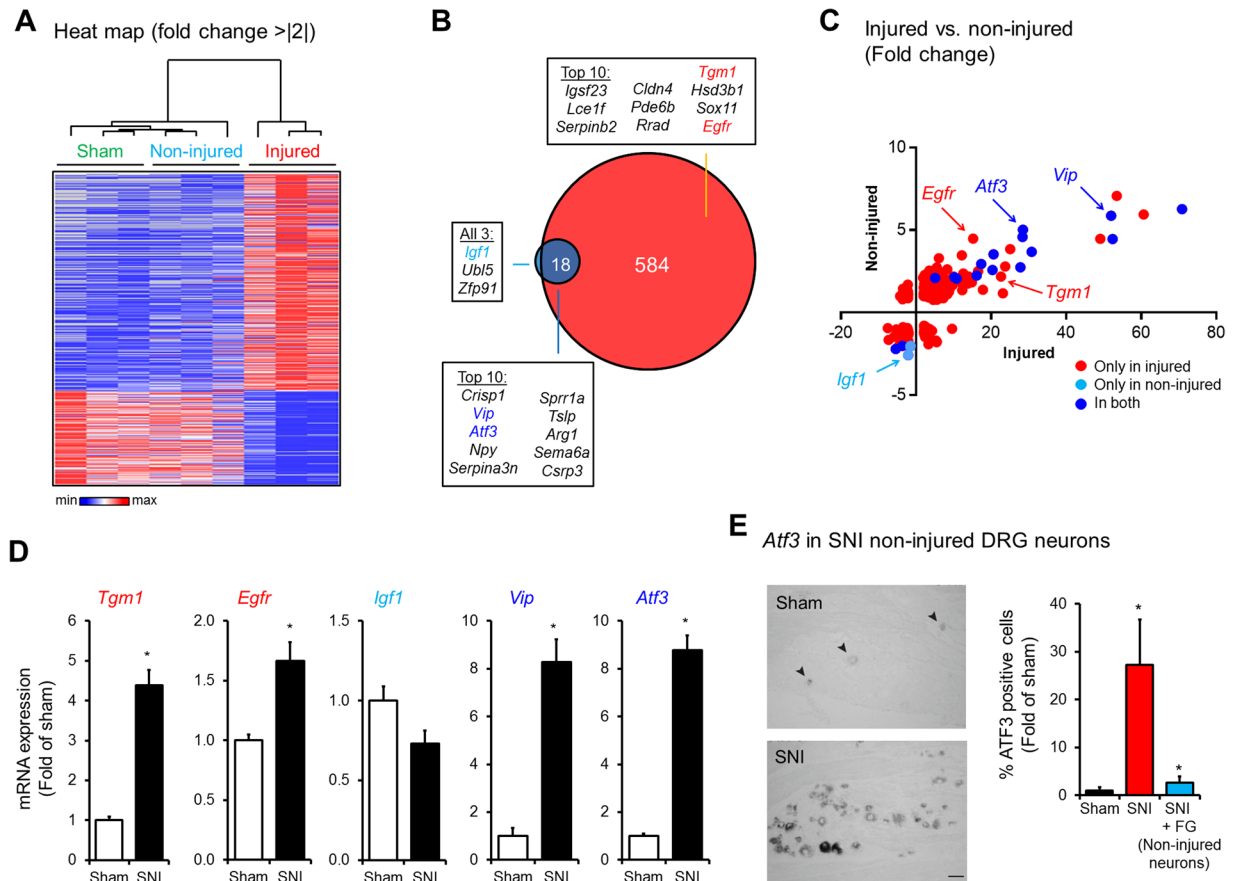 A
Heat map (fold change >|2|)
Sham
Non-injured
Injured
min
max
B
Top 10:
Igsf23
Lce1f
Serpinb2
Cldn4
Pde6b
Rrad
Tgm1
Hsd3b1
Sox11
Egfr
All 3:
Igf1
Ubl5
Zfp91
18
584
Top 10:
Crisp1
Vip
Atf3
Npy
Serpina3n
Sprr1a
Tslp
Arg1
Sema6a
Csrp3
C
Injured vs. non-injured
(Fold change)
10
5
-5
Non-injured
-20
20
40
60
80
Injured
Egfr
Atf3
Vip
Tgm1
Igf1
Only in injured
Only in non-injured
In both
D
mRNA expression
(Fold of sham)
Tgm1
6
5
4
3
2
1
0
*
Sham
SNI
Egfr
2.0
1.5
1.0
0.5
0.0
*
Sham
SNI
Igf1
1.5
1.0
0.5
0.0
Sham
SNI
Vip
10
8
6
4
2
0
*
Sham
SNI
Atf3
10
8
6
4
2
0
*
Sham
SNI
E
Atf3 in SNI non-injured DRG neurons
Sham
SNI
% ATF3 positive cells
(Fold of sham)
40
30
20
10
0
*
*
Sham
SNI
SNI
+ FG
(Non-injured
neurons)